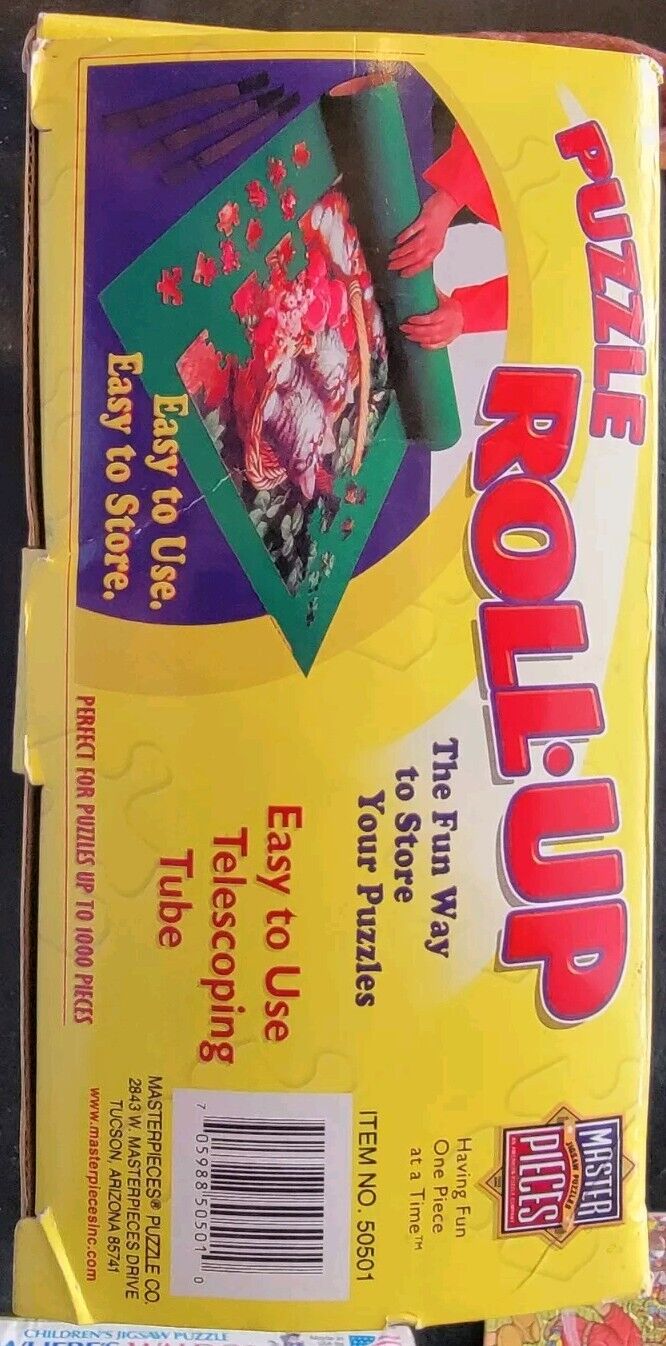 PUZZLE
ROLL•UP
Easy to Use.
Easy to Store.
The Fun Way
to Store
Your Puzzles
Easy to Use
Telescoping
Tube
PERFECT FOR PUZZLES UP TO 1000 PIECES
MASTER
JIGSAW PUZZLES
PIECES
Having Fun
One Piece
at a Time™
ITEM NO. 50501
7 05988 50501 0
MASTERPIECES® PUZZLE CO.
2843 W. MASTERPIECES DRIVE
TUCSON, ARIZONA 85741
www.masterpiecesinc.com
CHILDREN'S JIGSAW PUZZLE